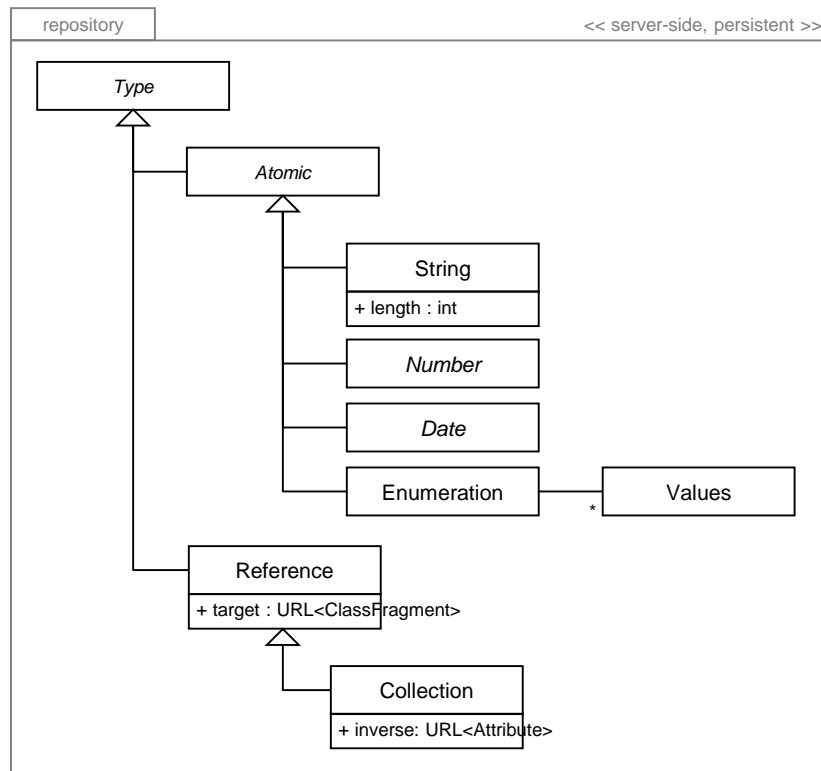 repository
<< server-side, persistent >>
Type
Atomic
String
+ length : int
Number
Date
Enumeration
Values
*
Reference
+ target : URL<ClassFragment>
Collection
+ inverse: URL<Attribute>